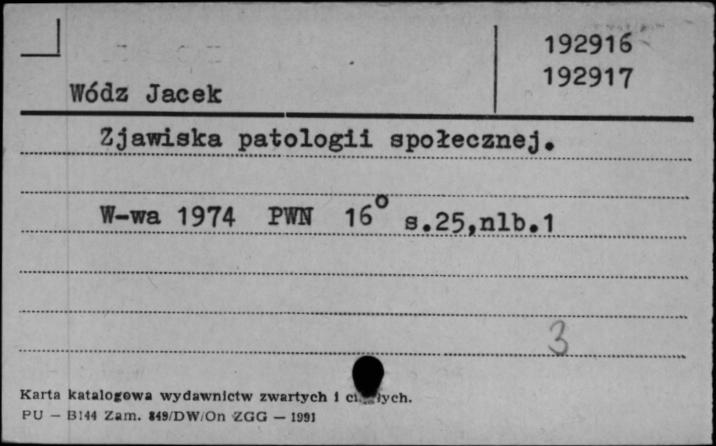 192916
192917
Wódz Jacek
Zjawiska patologii społecznej.
W-wa 1974 PWN 16° s.25,nlb.1
3
Karta katalogowa wydawnictw zwartych i
PU — B144 Zam. 849/DW/On ZGG — 1991